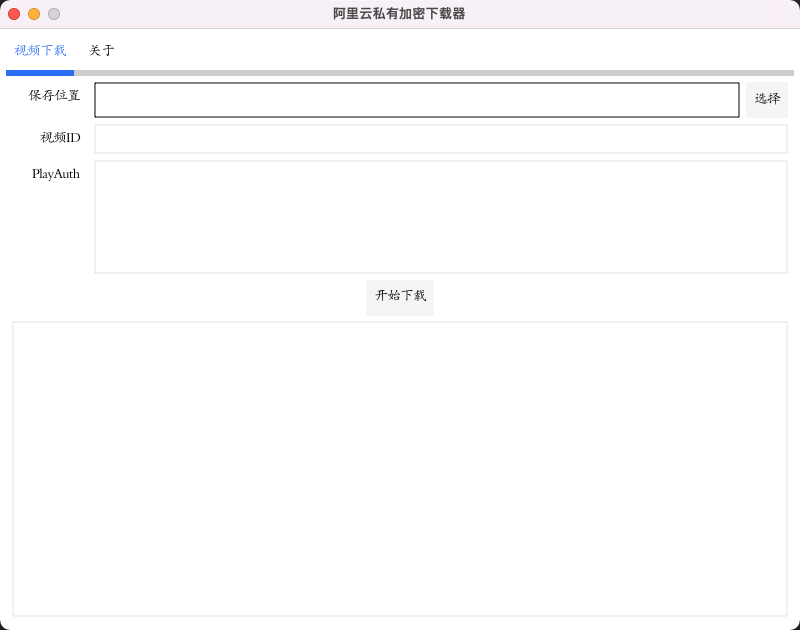 阿里云私有加密下载器
视频下载 关于
保存位置 选择
视频ID
PlayAuth
开始下载